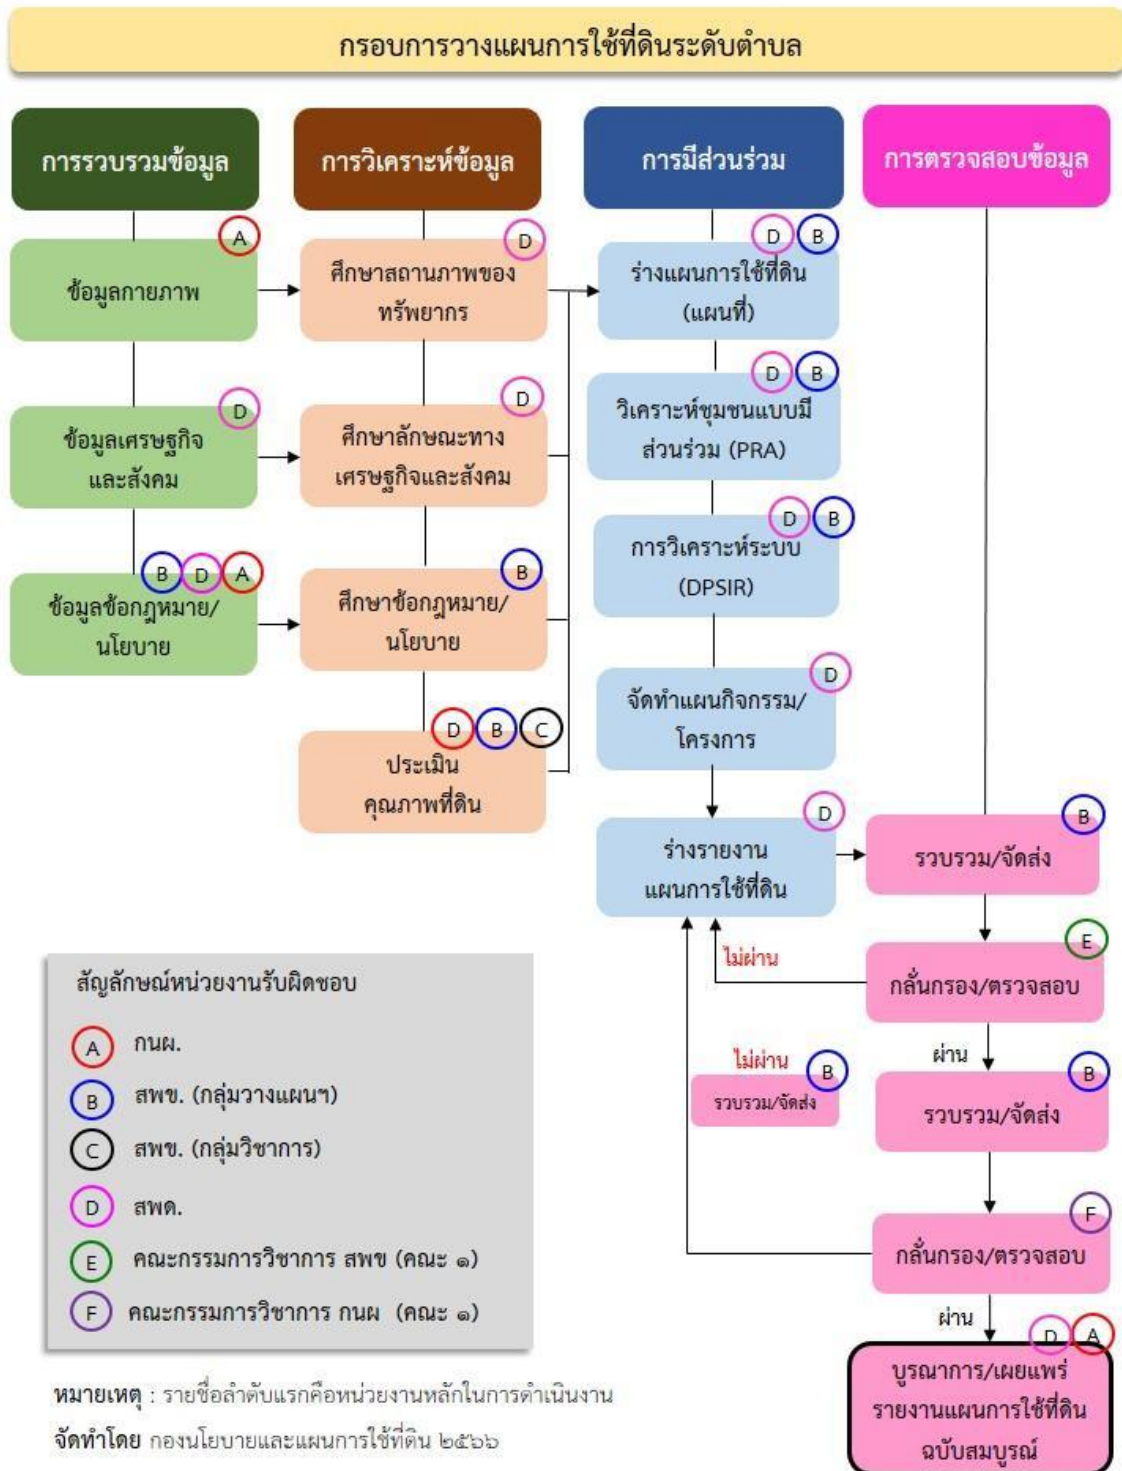 กรอบการวางแผนการใช้ที่ดินระดับตำบล
การรวบรวมข้อมูล
การวิเคราะห์ข้อมูล
การมีส่วนร่วม
การตรวจสอบข้อมูล
A
ข้อมูลกายภาพ
D
ข้อมูลเศรษฐกิจ
และสังคม
B D A
ข้อมูลข้อกฎหมาย/
นโยบาย
D
ศึกษาสถานภาพของ
ทรัพยากร
D
ศึกษาลักษณะทาง
เศรษฐกิจและสังคม
B
ศึกษาข้อกฎหมาย/
นโยบาย
D B C
ประเมิน
คุณภาพที่ดิน
D B
ร่างแผนการใช้ที่ดิน
(แผนที่)
D B
วิเคราะห์ชุมชนแบบมี
ส่วนร่วม (PRA)
D B
การวิเคราะห์ระบบ
(DPSIR)
D
จัดทำแผนกิจกรรม/
โครงการ
D
ร่างรายงาน
แผนการใช้ที่ดิน
B
รวบรวม/จัดส่ง
E
กลั่นกรอง/ตรวจสอบ
ไม่ผ่าน
ผ่าน
ไม่ผ่าน
B
รวบรวม/จัดส่ง
B
รวบรวม/จัดส่ง
F
กลั่นกรอง/ตรวจสอบ
ผ่าน
D A
บูรณาการ/เผยแพร่
รายงานแผนการใช้ที่ดิน
ฉบับสมบูรณ์
สัญลักษณ์หน่วยงานรับผิดชอบ
A กนผ.
B สพข. (กลุ่มวางแผนฯ)
C สพข. (กลุ่มวิชาการ)
D สพด.
E คณะกรรมการวิชาการ สพข (คณะ ๑)
F คณะกรรมการวิชาการ กนผ (คณะ ๑)
หมายเหตุ : รายชื่อลำดับแรกคือหน่วยงานหลักในการดำเนินงาน
จัดทำโดย กองนโยบายและแผนการใช้ที่ดิน ๒๕๖๖